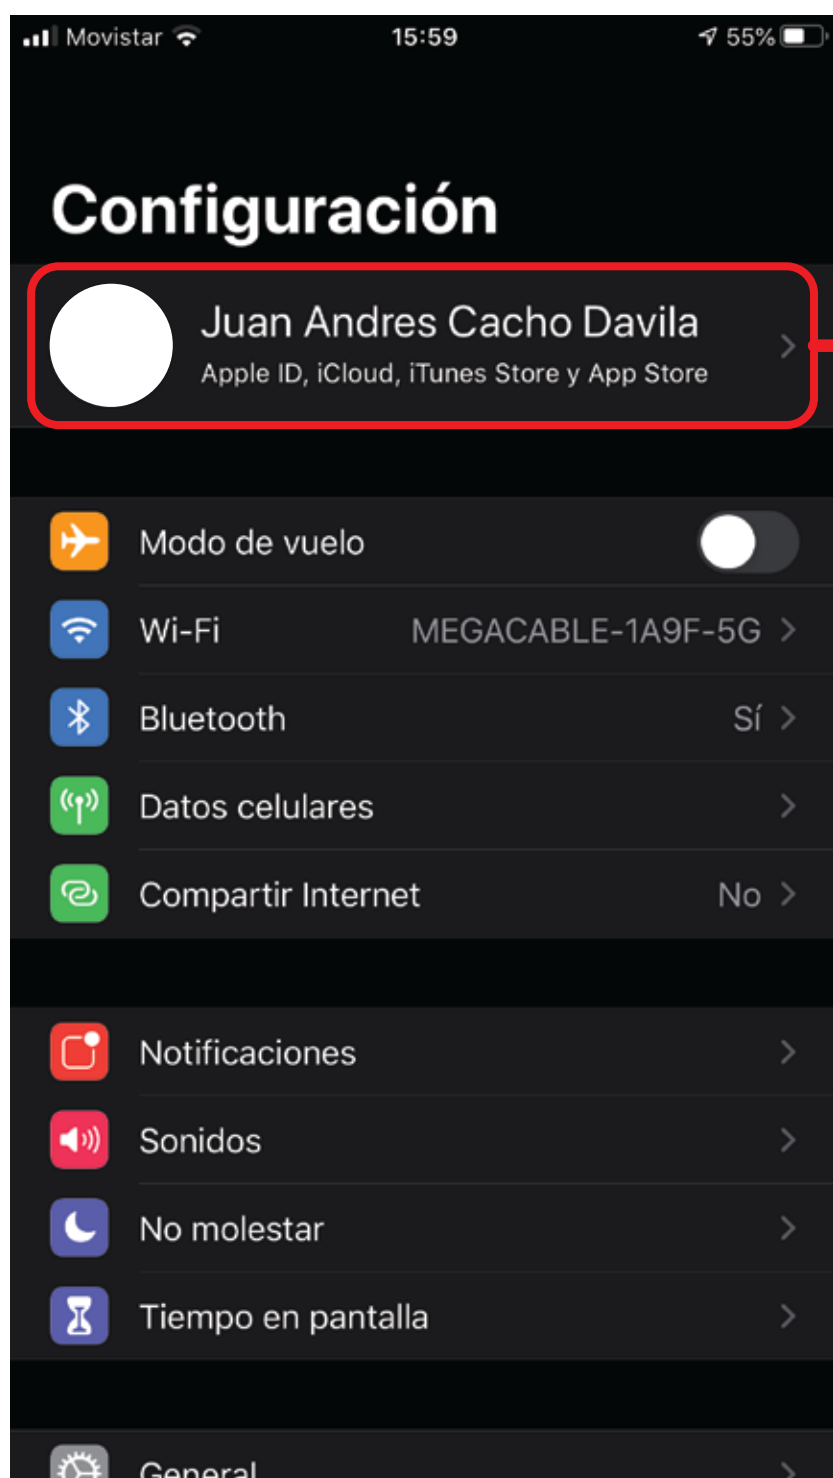 Movistar 15:59 55%
Configuración
Juan Andres Cacho Davila
Apple ID, iCloud, iTunes Store y App Store
Modo de vuelo
Wi-Fi MEGACABLE-1A9F-5G
Bluetooth Sí
Datos celulares
Compartir Internet No
Notificaciones
Sonidos
No molestar
Tiempo en pantalla
General